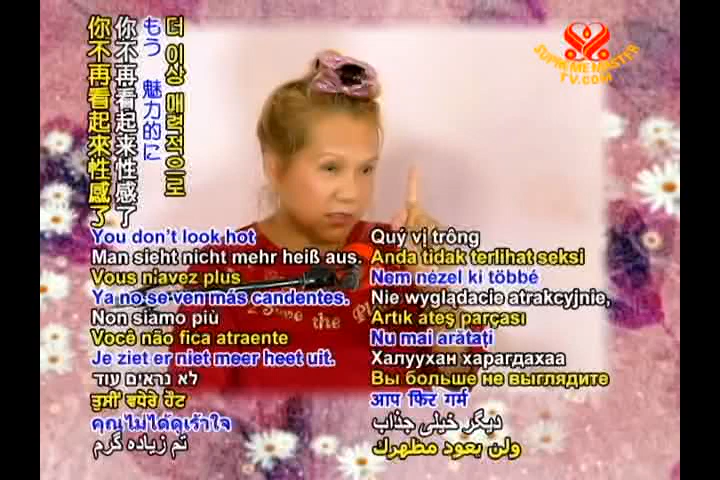 더 이상 매력적으로
もう 魅力的に
你不再看起来性感了
你不再看起來性感了
SUPREME MASTER
TV.COM
You don't look hot
Man sieht nicht mehr heiß aus.
Vous n'avez plus
Ya no se ven más candentes.
Non siamo più
Você não fica atraente
Je ziet er niet meer heet uit.
לא נראים עוד
ਤੁਸੀਂ ਵਧੇਰੇ ਹੌਟ
คุณไม่ได้ดูเร้าใจ
تم زیادہ گرم
Quý vị trông
Anda tidak terlihat seksi
Nem nézel ki többé
Nie wyglądacie atrakcyjnie,
Artık ateş parçası
Nu mai arătați
Халуухан харагдахаа
Вы больше не выглядите
आप फिर गर्म
دیگر خیلی جذاب
ولن يعود مظهرك
the